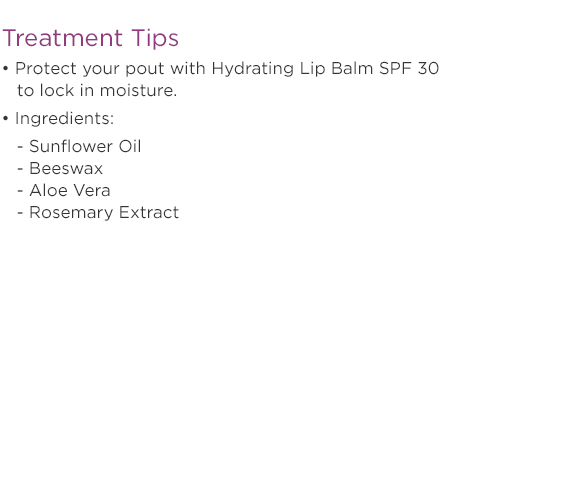 Treatment Tips
• Protect your pout with Hydrating Lip Balm SPF 30
to lock in moisture.
• Ingredients:
- Sunflower Oil
- Beeswax
- Aloe Vera
- Rosemary Extract